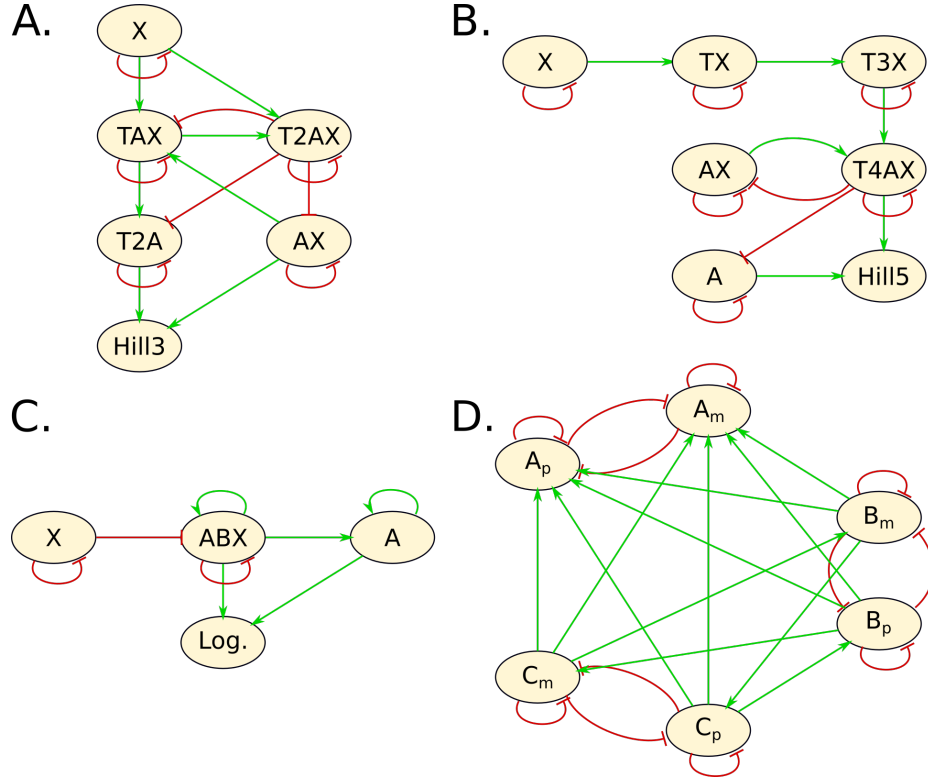 A.
X
TAX
T2AX
T2A
AX
Hill3
B.
X
TX
T3X
AX
T4AX
A
Hill5
C.
X
ABX
A
Log.
D.
Aₘ
Aₚ
Bₘ
Bₚ
Cₘ
Cₚ